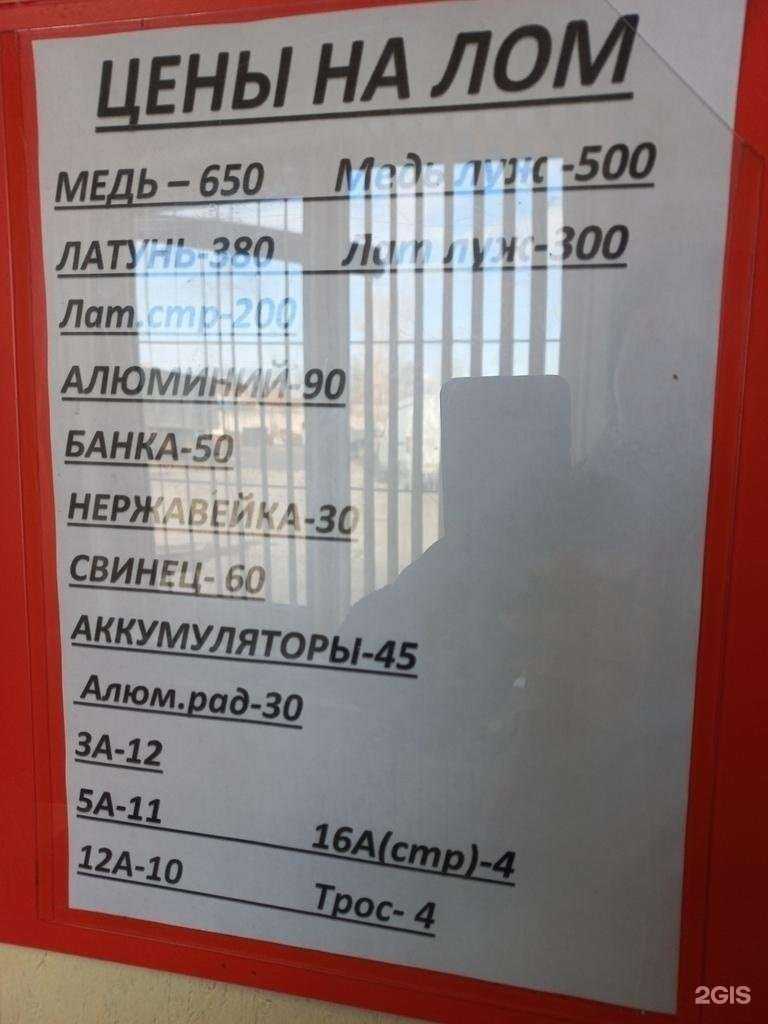 ЦЕНЫ НА ЛОМ
МЕДЬ – 650 Медь луж -500
ЛАТУНЬ-380 Лат луж-300
Лат.стр-200
АЛЮМИНИЙ-90
БАНКА-50
НЕРЖАВЕЙКА-30
СВИНЕЦ- 60
АККУМУЛЯТОРЫ-45
Алюм.рад-30
3А-12
5А-11
16А(стр)-4
12А-10
Трос- 4
2GIS